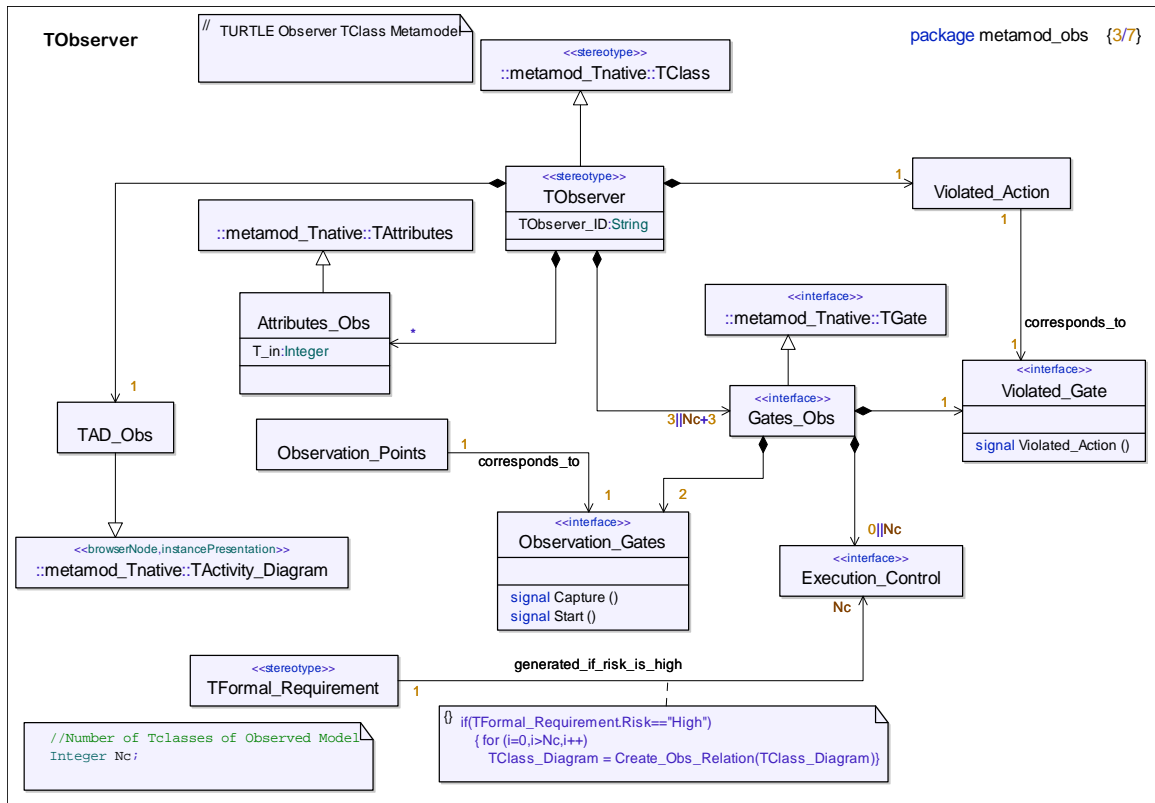 TObserver
// TURTLE Observer TClass Metamodel
package metamod_obs {3/7}
<<stereotype>>
::metamod_Tnative::TClass
<<stereotype>>
TObserver
TObserver_ID:String
1
Violated_Action
1
::metamod_Tnative::TAttributes
Attributes_Obs
T_in:Integer
*
<<interface>>
::metamod_Tnative::TGate
corresponds_to
1
<<interface>>
Violated_Gate
signal Violated_Action ()
1
TAD_Obs
<<interface>>
Gates_Obs
3||Nc+3
1
Observation_Points
1
corresponds_to
1
2
<<interface>>
Observation_Gates
signal Capture ()
signal Start ()
0||Nc
<<interface>>
Execution_Control
Nc
<<browserNode,instancePresentation>>
::metamod_Tnative::TActivity_Diagram
<<stereotype>>
TFormal_Requirement
1
generated_if_risk_is_high
//Number of Tclasses of Observed Model
Integer Nc;
{} if(TFormal_Requirement.Risk=="High")
{ for (i=0,i>Nc,i++)
TClass_Diagram = Create_Obs_Relation(TClass_Diagram)}